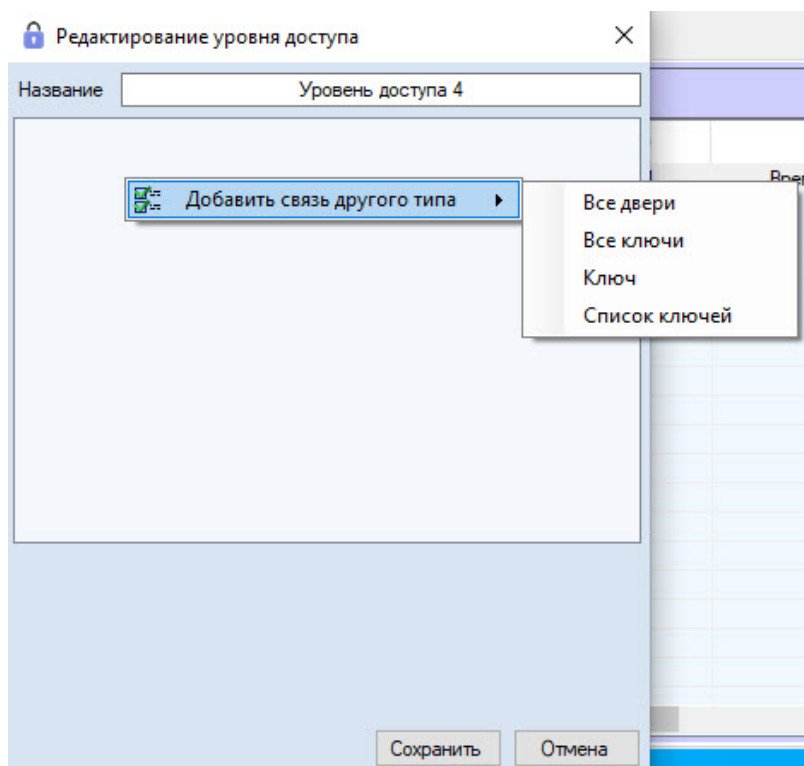 Редактирование уровня доступа
Название
Уровень доступа 4
Добавить связь другого типа
Все двери
Все ключи
Ключ
Список ключей
Сохранить
Отмена